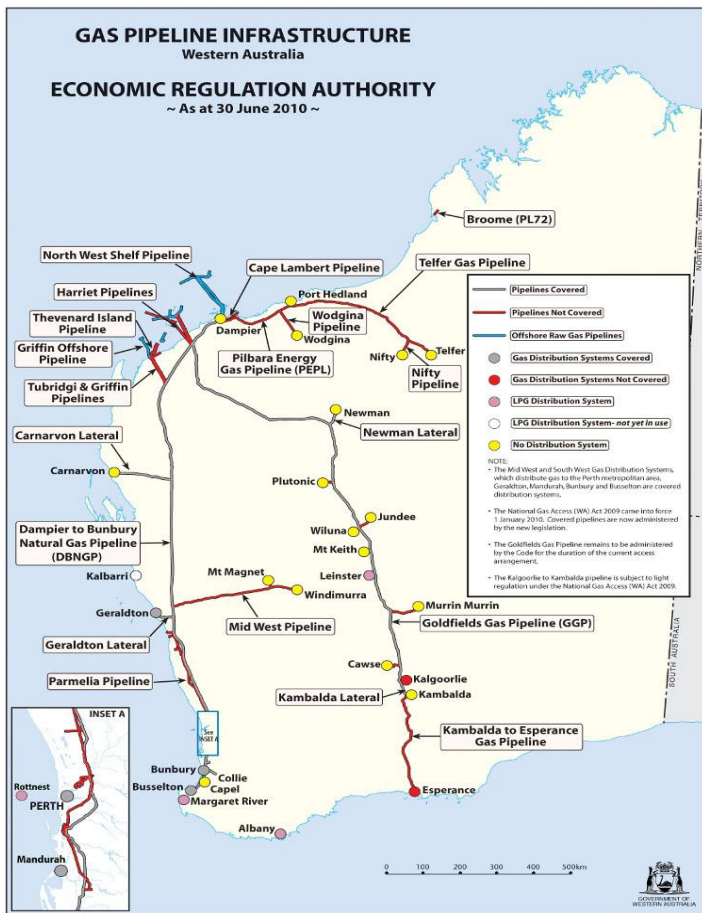 GAS PIPELINE INFRASTRUCTURE
Western Australia
ECONOMIC REGULATION AUTHORITY
~ As at 30 June 2010 ~
NORTHERN TERRITORY
Broome (PL72)
North West Shelf Pipeline
Cape Lambert Pipeline
Telfer Gas Pipeline
Harriet Pipelines
Port Hedland
Thevenard Island
Pipeline
Dampier
Wodgina
Pipeline
Wodgina
Griffin Offshore
Pipeline
Pilbara Energy
Gas Pipeline (PEPL)
Nifty
Telfer
Nifty
Pipeline
Tubridgi & Griffin
Pipelines
Pipelines Covered
Pipelines Not Covered
Offshore Raw Gas Pipelines
Gas Distribution Systems Covered
Gas Distribution Systems Not Covered
LPG Distribution System
LPG Distribution System- not yet in use
No Distribution System
NOTE:
• The Mid West and South West Gas Distribution Systems,
which distribute gas to the Perth metropolitan area,
Geraldton, Mandurah, Bunbury and Busselton are covered
distribution systems.
• The National Gas Access (WA) Act 2009 came into force
1 January 2010. Covered pipelines are now administered
by the new legislation.
• The Goldfields Gas Pipeline remains to be administered
by the Code for the duration of the current access
arrangement.
• The Kalgoorlie to Kambalda pipeline is subject to light
regulation under the National Gas Access (WA) Act 2009.
Newman
Newman Lateral
Carnarvon Lateral
Carnarvon
Plutonic
Jundee
Wiluna
Mt Keith
Dampier to Bunbury
Natural Gas Pipeline
(DBNGP)
Kalbarri
Mt Magnet
Windimurra
Leinster
Geraldton
Murrin Murrin
Mid West Pipeline
Goldfields Gas Pipeline (GGP)
Geraldton Lateral
Cawse
Kalgoorlie
Parmelia Pipeline
Kambalda Lateral
Kambalda
SOUTH AUSTRALIA
See
INSET A
Kambalda to Esperance
Gas Pipeline
Bunbury
Collie
Busselton
Capel
Margaret River
Esperance
Albany
INSET A
Rottnest
PERTH
Mandurah
0 100 200 300 400 500km
GOVERNMENT OF
WESTERN AUSTRALIA